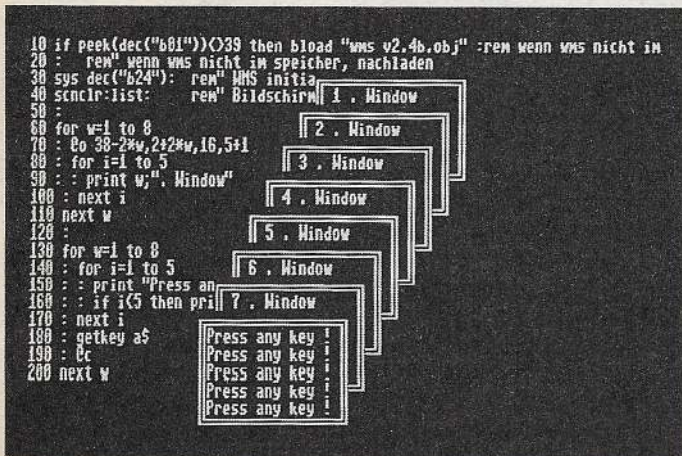 10 if peek(dec("b01"))<>39 then bload "wms v2.4b.obj" :rem wenn wms nicht im
20 :   rem" wenn wms nicht im speicher, nachladen
30 sys dec("b24"):  rem" WMS initia
40 scnclr:list:     rem" Bildschirm
1 . Window
50 :
60 for w=1 to 8
2 . Window
70 : @o 38-2*w,2+2*w,16,5+1
80 : for i=1 to 5
3 . Window
90 : : print w;". Window"
100 : next i
4 . Window
110 next w
120 :
5 . Window
130 for w=1 to 8
140 : for i=1 to 5
6 . Window
150 : : print "Press an
160 : : if i<5 then pri
7 . Window
170 : next i
180 : getkey a$
190 : @c
200 next w
Press any key !
Press any key !
Press any key !
Press any key !
Press any key !